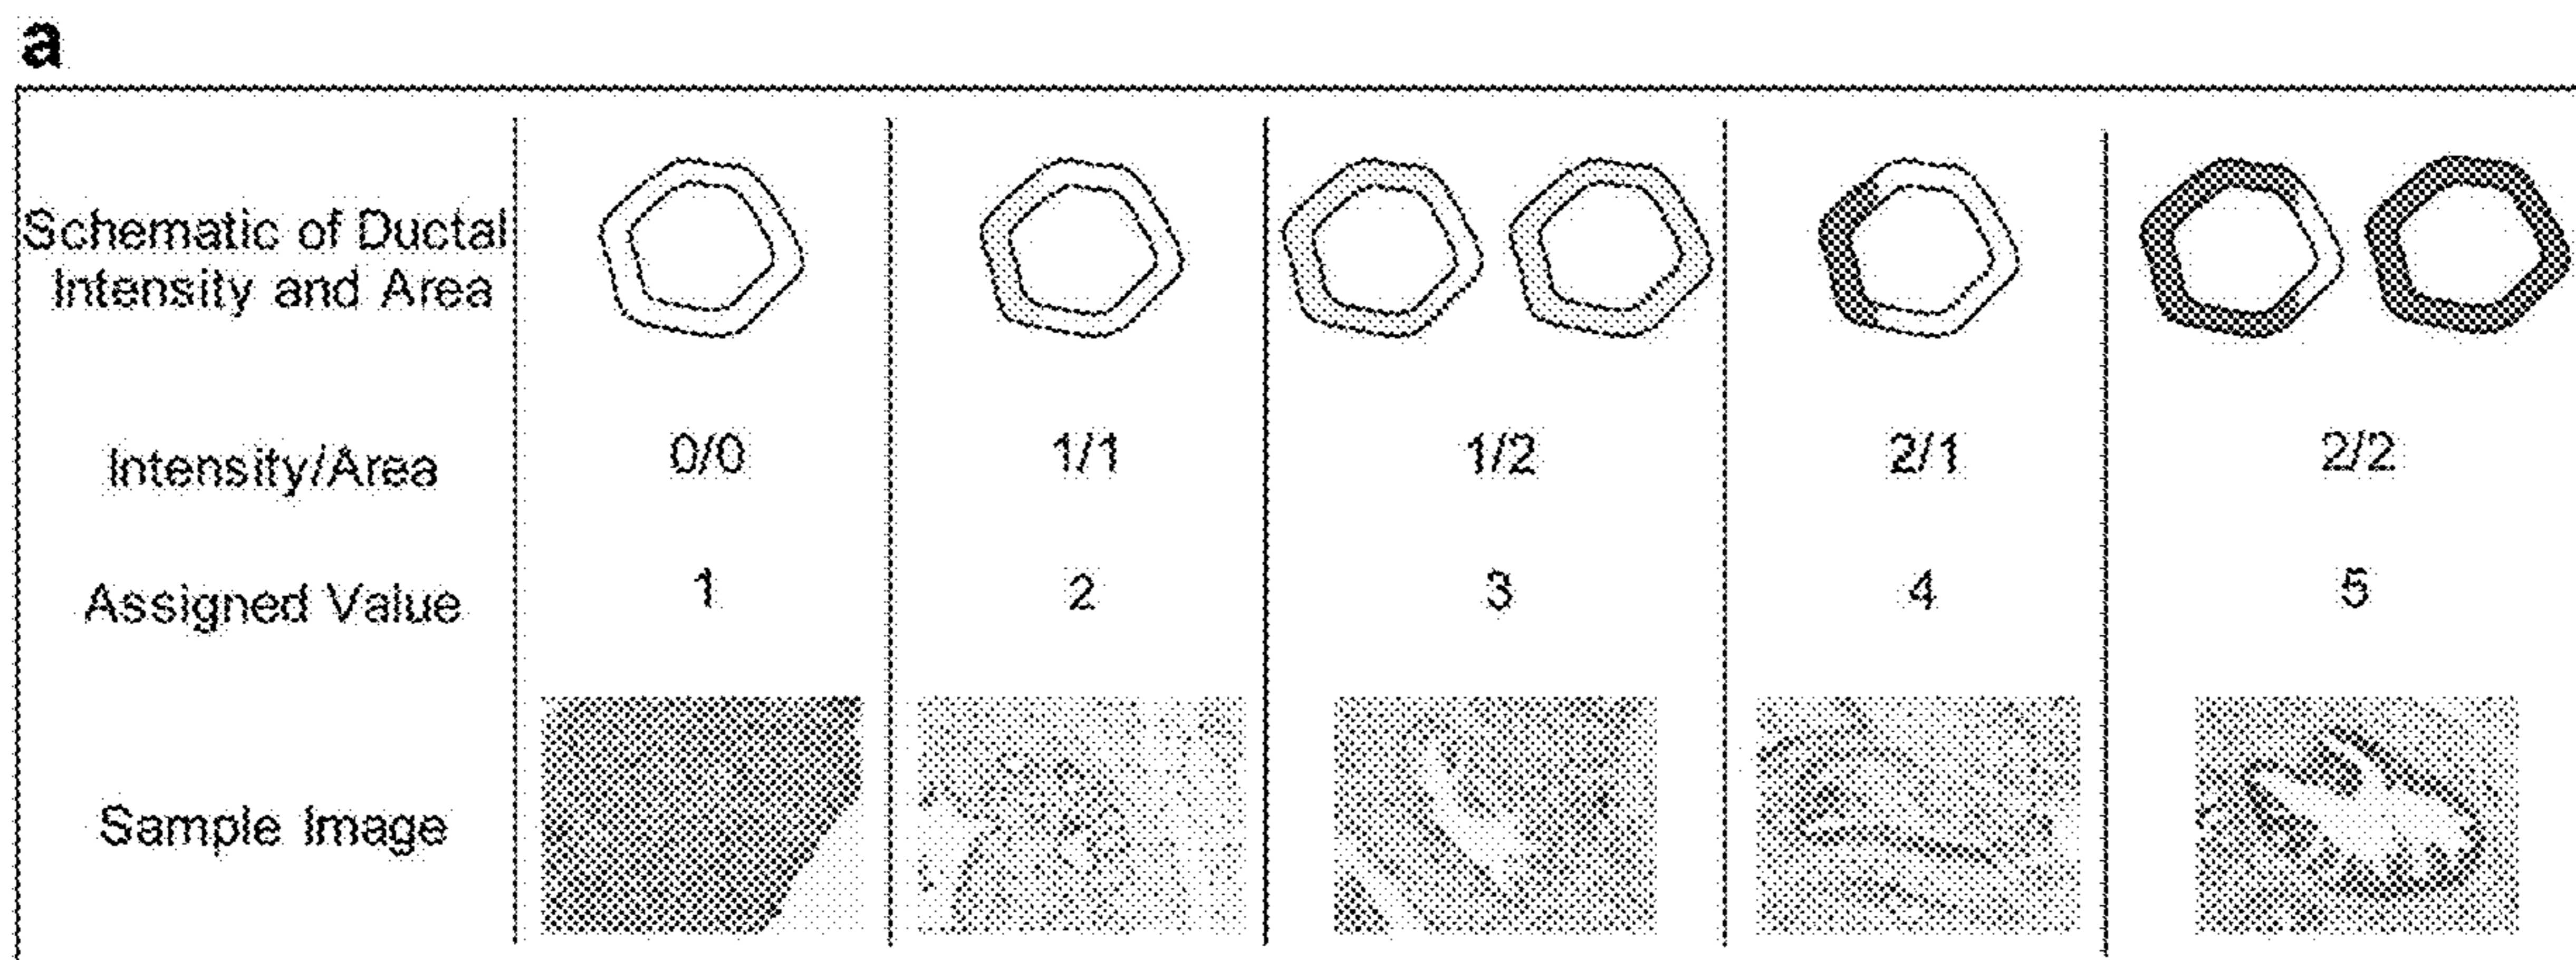 a
Schematic of Ductal
Intensity and Area
Intensity/Area 0/0 1/1 1/2 2/1 2/2
Assigned Value 1 2 3 4 5
Sample Image